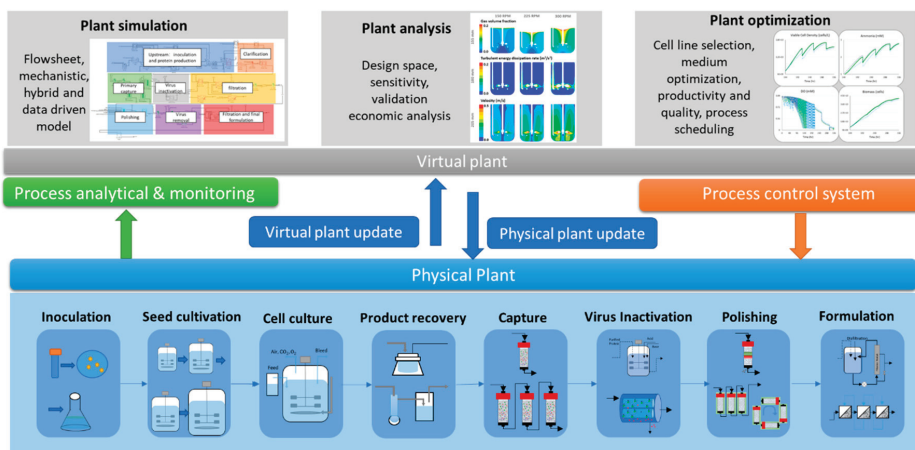 Plant simulation
Flowsheet,
mechanistic,
hybrid and
data driven
model
Upstream: inoculation
and protein production
Clarification
Primary
capture
Virus
inactivation
Filtration
Polishing
Virus
removal
Filtration and final
formulation
Plant analysis
Design space,
sensitivity,
validation
economic analysis
Gas volume
fraction
Turbulent energy dissipation rate (m²/s³)
Velocity (m/s)
Plant optimization
Cell line selection,
medium
optimization,
productivity and
quality, process
scheduling
Virtual plant
Process analytical & monitoring
Process control system
Virtual plant update
Physical plant update
Physical Plant
Inoculation
Seed cultivation
Cell culture
Product recovery
Capture
Virus Inactivation
Polishing
Formulation
Air, CO₂, O₂
Bleed
Feed